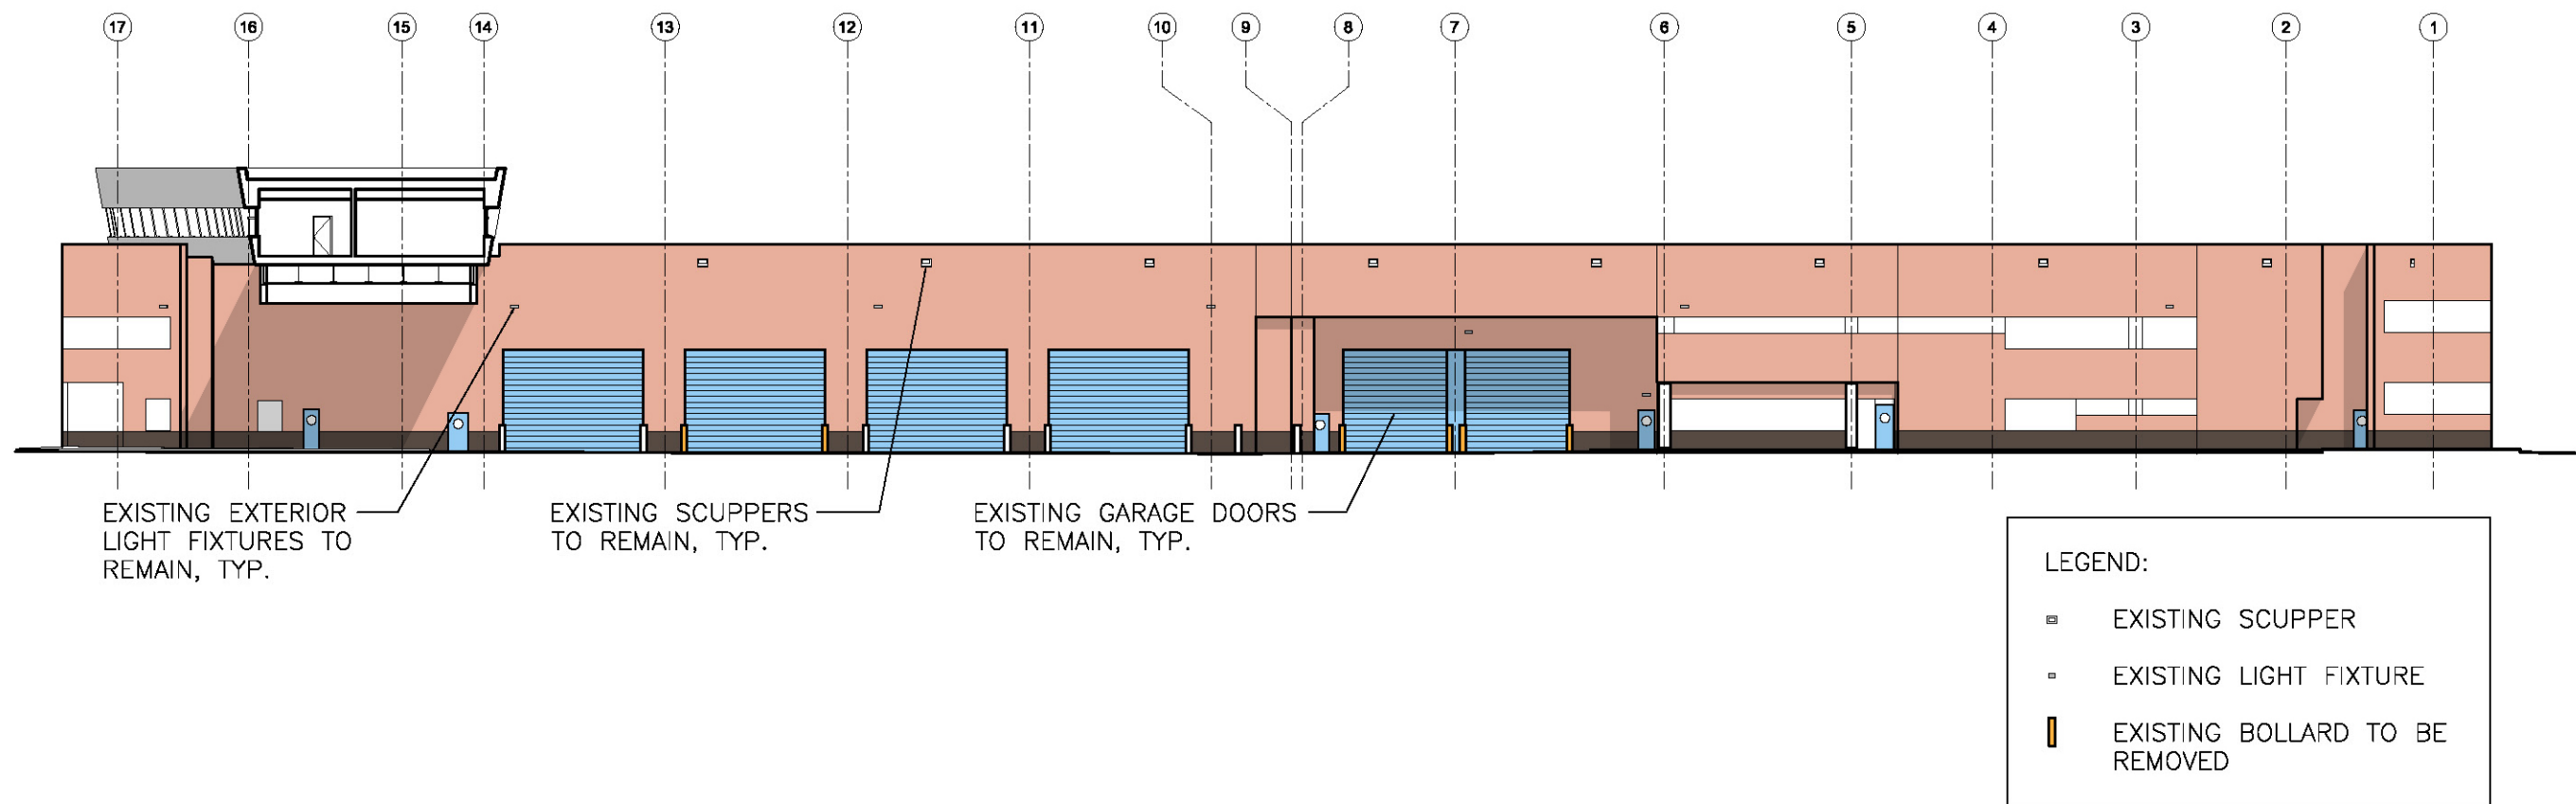 17 16 15 14 13 12 11 10 9 8 7 6 5 4 3 2 1
EXISTING EXTERIOR
LIGHT FIXTURES TO
REMAIN, TYP.
EXISTING SCUPPERS
TO REMAIN, TYP.
EXISTING GARAGE DOORS
TO REMAIN, TYP.
LEGEND:
EXISTING SCUPPER
EXISTING LIGHT FIXTURE
EXISTING BOLLARD TO BE
REMOVED